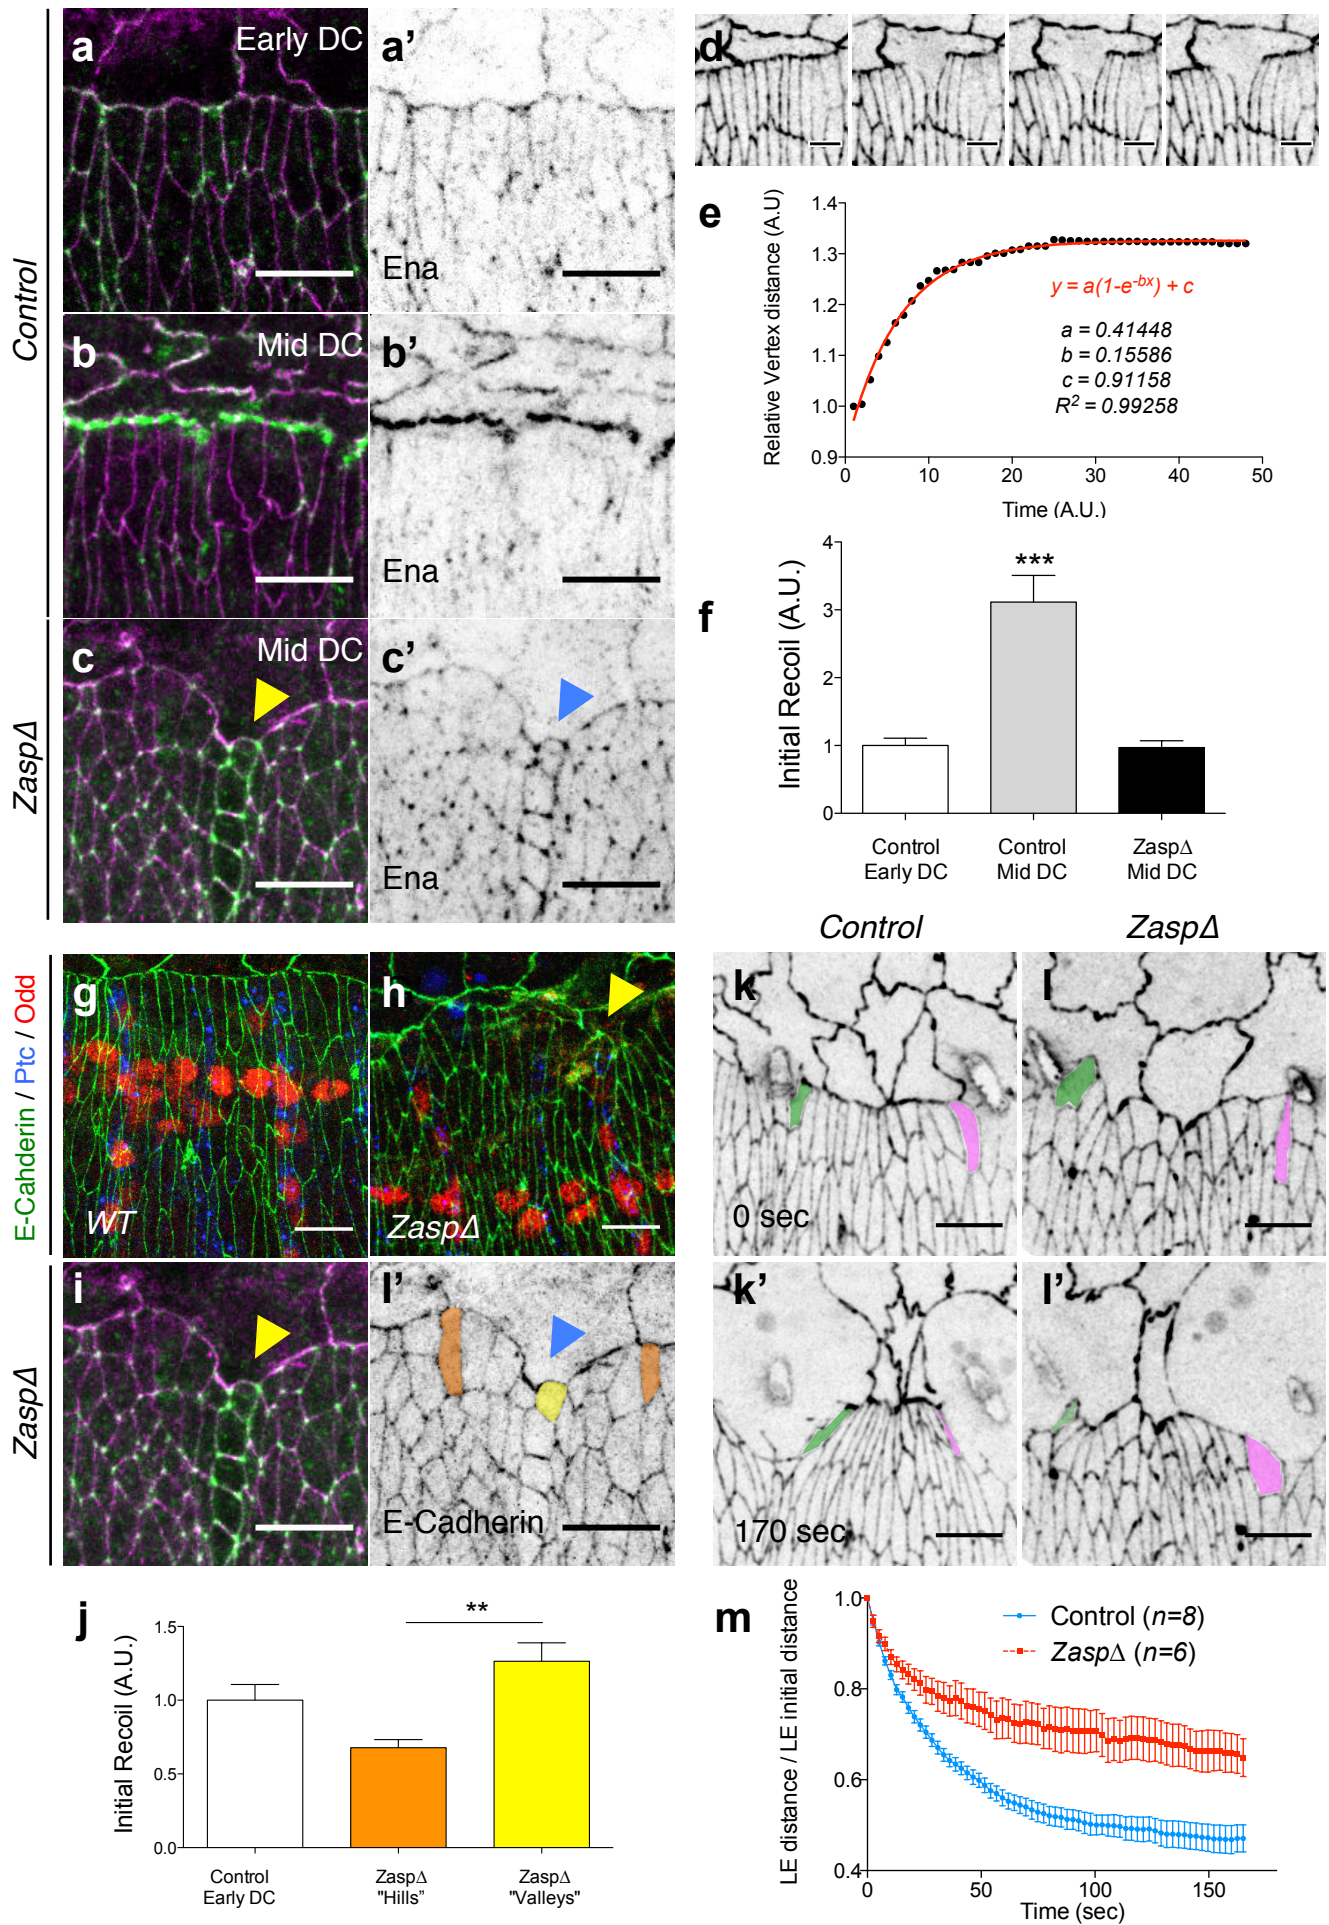 Control
ZaspΔ
a
Early DC
a’
Ena
b
Mid DC
b’
Ena
c
Mid DC
c’
Ena
d
e
Relative Vertex distance (A.U)
1.4
1.3
1.2
1.1
1.0
0.9
y = a(1-e-bx) + c
a = 0.41448
b = 0.15586
c = 0.91158
R2 = 0.99258
0 10 20 30 40 50
Time (A.U.)
f
Initial Recoil (A.U.)
4
3
2
1
0
***
Control Early DC
Control Mid DC
ZaspΔ Mid DC
E-Cahderin / Ptc / Odd
g
WT
h
ZaspΔ
ZaspΔ
i
I’
E-Cadherin
j
Initial Recoil (A.U.)
1.5
1.0
0.5
0.0
**
Control Early DC
ZaspΔ "Hills”
ZaspΔ "Valleys"
Control
ZaspΔ
k
0 sec
l
k’
170 sec
l’
m
LE distance / LE initial distance
1.0
0.8
0.6
0.4
Control (n=8)
ZaspΔ (n=6)
0 50 100 150
Time (sec)